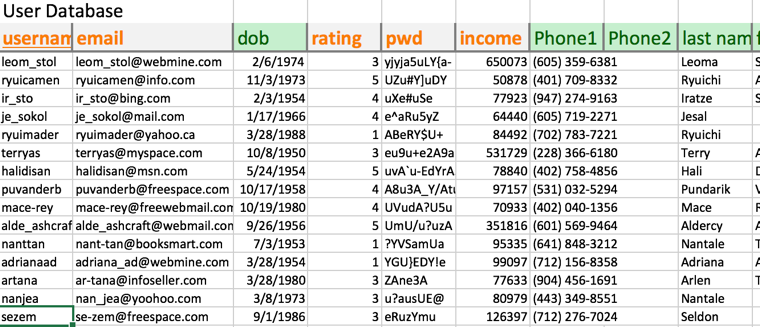 User Database
usernam email dob rating pwd income Phone1 Phone2 last nam f
leom_stol leom_stol@webmine.com 2/6/1974 3 yjyja5uLY{a- 650073 (605) 359-6381 Leoma S
ryuicamen ryuicamen@info.com 11/3/1973 5 UZu#Y]uDY 50878 (401) 709-8332 Ryuichi A
ir_sto ir_sto@bing.com 2/3/1954 4 uXe#uSe 77923 (947) 274-9163 Iratze S
je_sokol je_sokol@mail.com 1/17/1966 4 e^aRu5yZ 64440 (605) 719-2271 Jesal
ryuimader ryuimader@yahoo.ca 3/28/1988 1 ABeRY$U+ 84492 (702) 783-7221 Ryuichi
terryas terryas@myspace.com 10/8/1950 3 eu9u+e2A9a 531729 (228) 366-6180 Terry A
halidisan halidisan@msn.com 5/24/1954 5 uvA`u-EdYrA 78840 (402) 758-4856 Hali D
puvanderb puvanderb@freespace.com 10/17/1958 4 A8u3A_Y/Atu 97157 (531) 032-5294 Pundarik V
mace-rey mace-rey@freewebmail.com 10/19/1980 4 UVudA?U5u 70933 (402) 040-1356 Mace R
alde_ashcraf alde_ashcraft@webmail.com 9/26/1956 5 UmU/u?uzA 351816 (601) 569-9464 Aldercy A
nanttan nant-tan@booksmart.com 7/3/1953 1 ?YVSamUa 95335 (641) 848-3212 Nantale T
adrianaad adriana_ad@webmine.com 3/28/1954 1 YGU}EDY!e 99097 (712) 156-8358 Adriana A
artana ar-tana@infoseller.com 3/28/1980 3 ZAne3A 77633 (904) 456-1691 Arlen T
nanjea nan_jea@yoohoo.com 3/8/1973 3 u?ausUE@ 80979 (443) 349-8551 Nantale
sezem se-zem@freespace.com 9/1/1986 3 eRuzYmu 126397 (712) 276-7024 Seldon